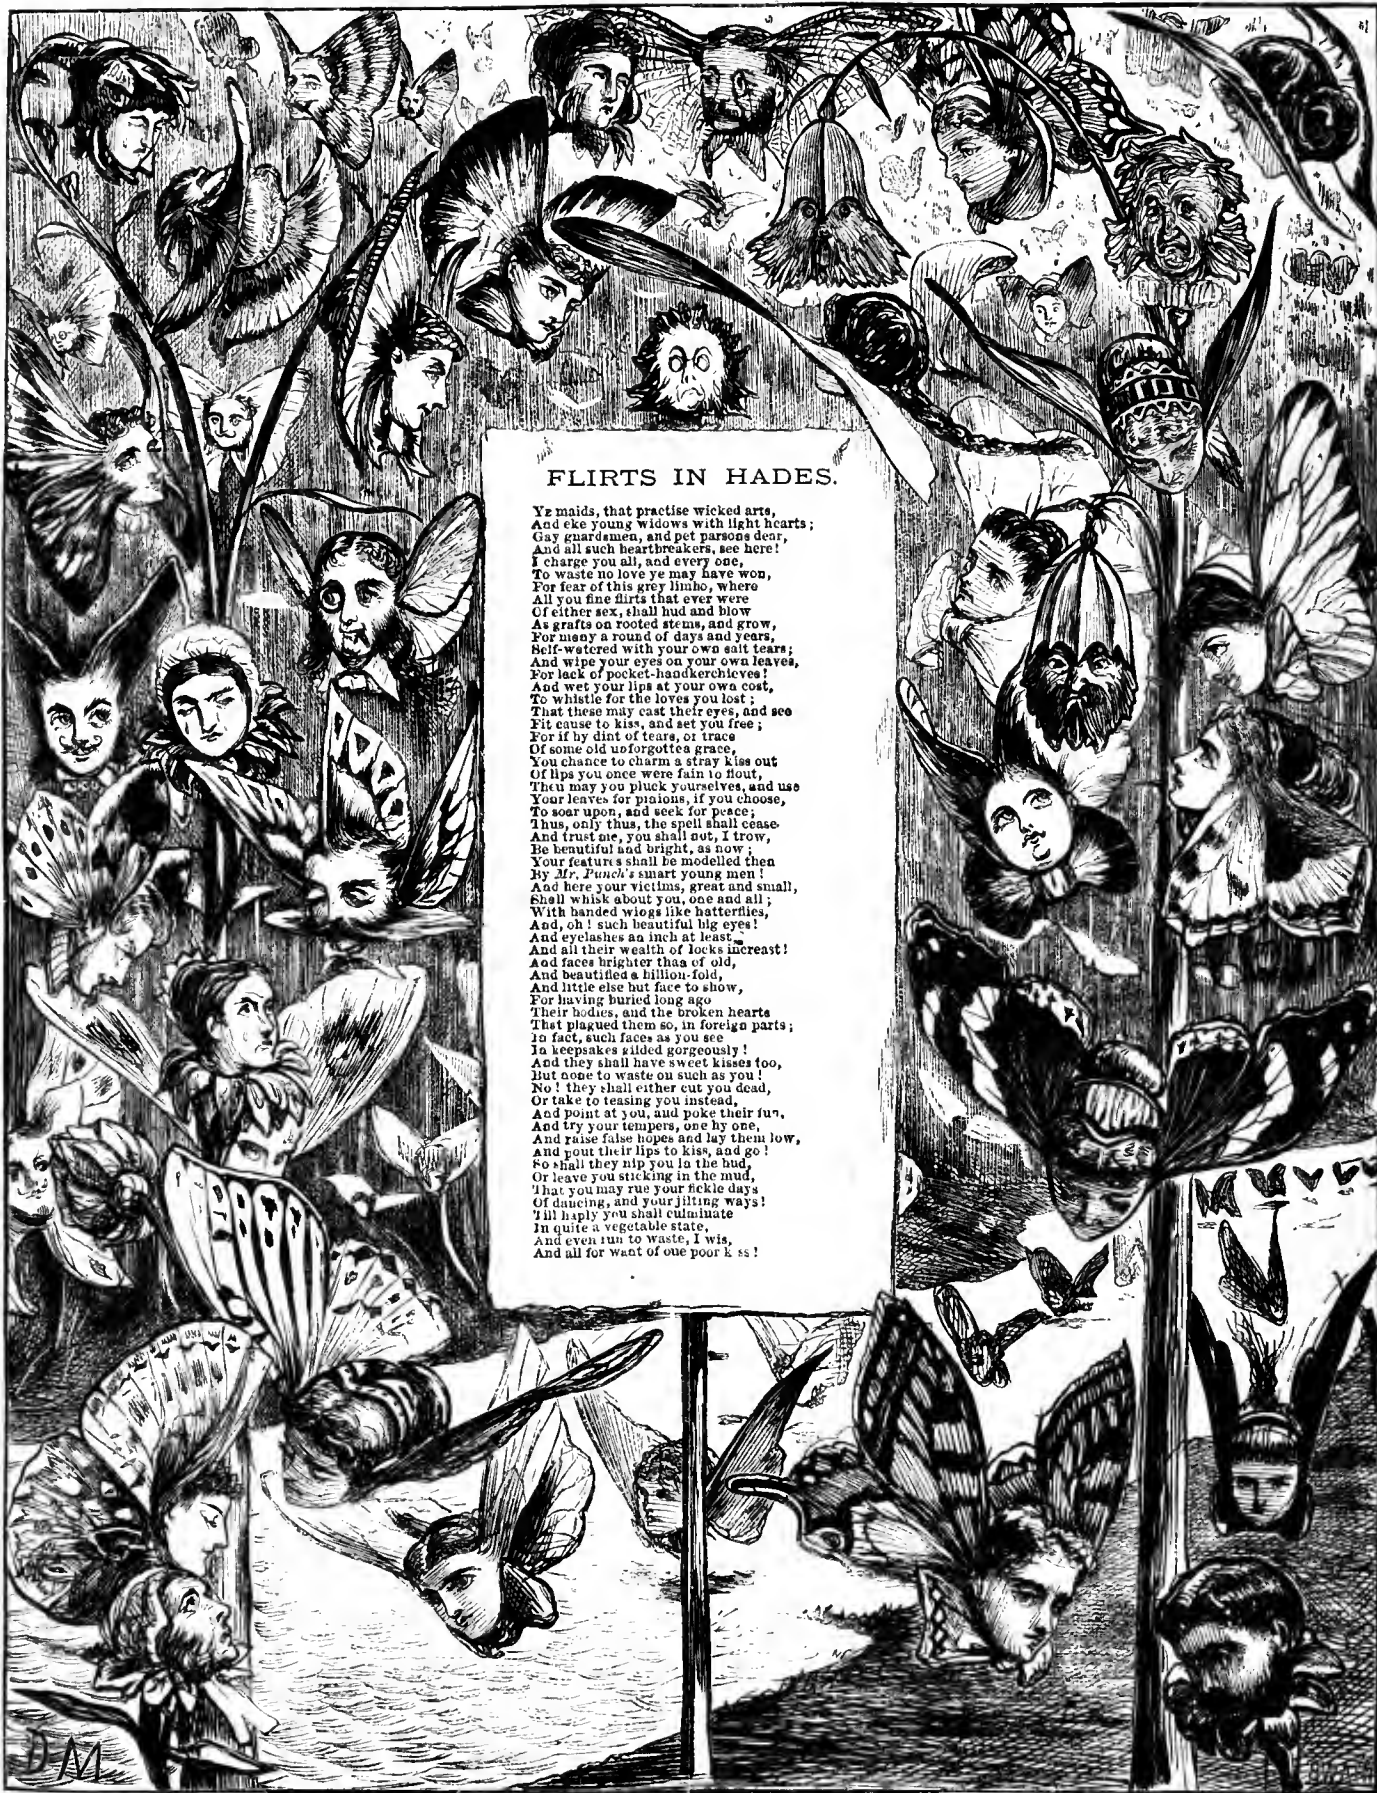 FLIRTS IN HADES.
Ye maids, that practise wicked arts,
And eke young widows with light hearts;
Gay guardsmen, and pet parsons dear,
And all such heartbreakers, see here!
I charge you all, and every one,
To waste no love ye may have won,
For fear of this grey limbo, where
All you fine flirts that ever were
Of either sex, shall bud and blow
As grafts on rooted stems, and grow,
For many a round of days and years,
Self-watered with your own salt tears;
And wipe your eyes on your own leaves,
For lack of pocket-handkerchieves!
And wet your lips at your own cost,
To whistle for the loves you lost;
That these may cast their eyes, and see
Fit cause to kiss, and set you free;
For if by dint of tears, or trace
Of some old unforgotten grace,
You chance to charm a stray kiss out
Of lips you once were fain to flout,
Then may you pluck yourselves, and use
Your leaves for pinions, if you choose,
To soar upon, and seek for peace;
Thus, only thus, the spell shall cease.
And trust me, you shall not, I trow,
Be beautiful and bright, as now;
Your features shall be modelled then
By Mr. Punch's smart young men!
And here your victims, great and small,
Shall whisk about you, one and all;
With banded wings like butterflies,
And, oh! such beautiful big eyes!
And eyelashes an inch at least,
And all their wealth of locks increast!
And faces brighter than of old,
And beautified a billion-fold,
And little else but face to show,
For having buried long ago
Their bodies, and the broken hearts
That plagued them so, in foreign parts;
In fact, such faces as you see
In keepsakes gilded gorgeously!
And they shall have sweet kisses too,
But none to waste on such as you!
No! they shall either cut you dead,
Or take to teasing you instead,
And point at you, and poke their fun,
And try your tempers, one by one,
And raise false hopes and lay them low,
And pout their lips to kiss, and go!
So shall they nip you in the bud,
Or leave you sticking in the mud,
That you may rue your fickle days
Of dancing, and your jilting ways!
Till haply you shall culminate
In quite a vegetable state,
And even run to waste, I wis,
And all for want of one poor kiss!
D M